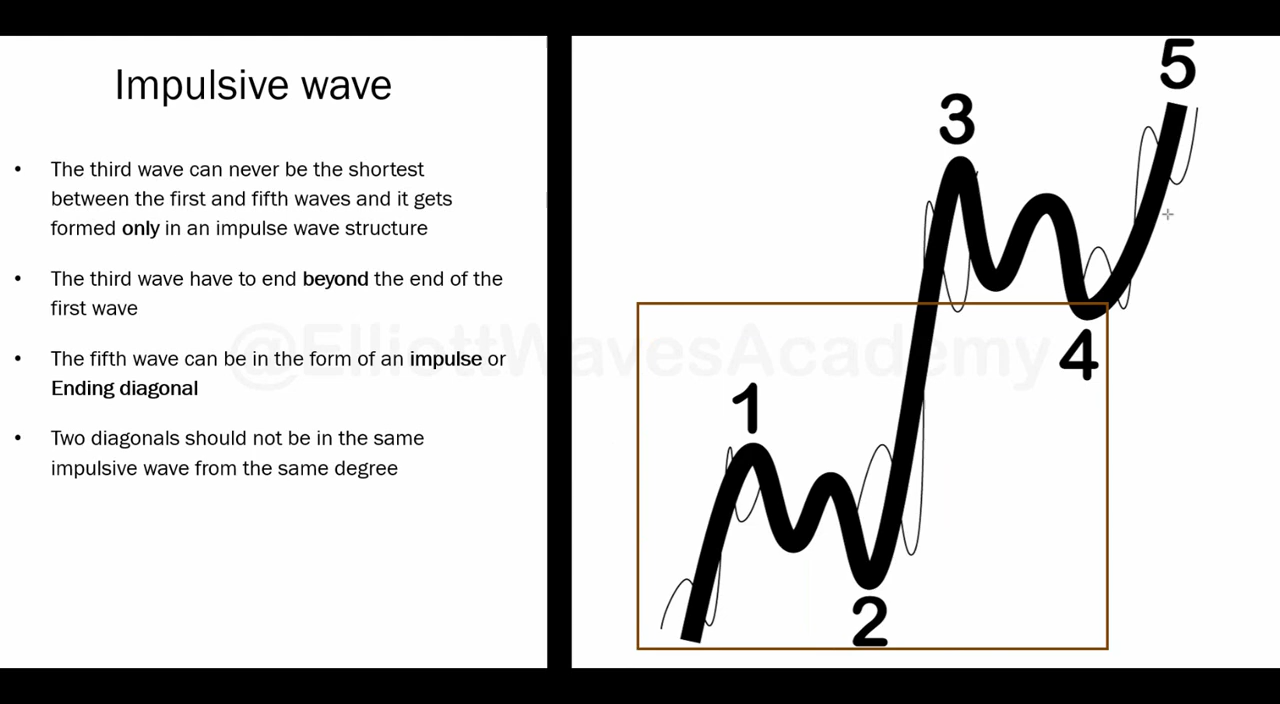 Impulsive wave
• The third wave can never be the shortest
between the first and fifth waves and it gets
formed only in an impulse wave structure
• The third wave have to end beyond the end of the
first wave
• The fifth wave can be in the form of an impulse or
Ending diagonal
• Two diagonals should not be in the same
impulsive wave from the same degree
@ElliottWavesAcademy
5
3
4
1
2